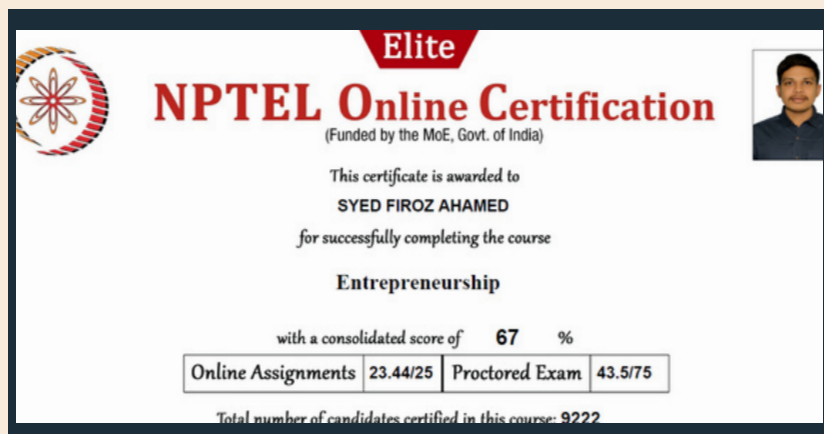 Elite
NPTEL Online Certification
(Funded by the MoE, Govt. of India)
This certificate is awarded to
SYED FIROZ AHAMED
for successfully completing the course
Entrepreneurship
with a consolidated score of 67 %
Online Assignments 23.44/25 Proctored Exam 43.5/75
Total number of candidates certified in this course: 9222